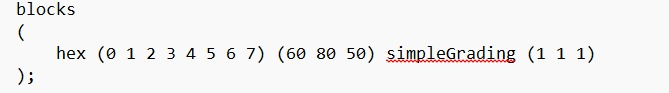 blocks
(
    hex (0 1 2 3 4 5 6 7) (60 80 50) simpleGrading (1 1 1)
);